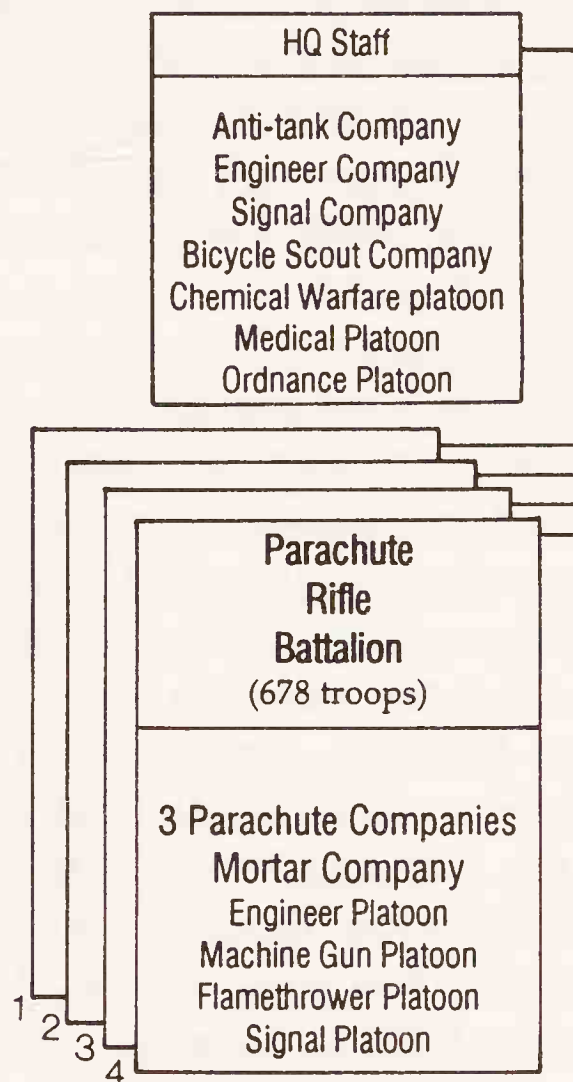 HQ Staff
Anti-tank Company
Engineer Company
Signal Company
Bicycle Scout Company
Chemical Warfare platoon
Medical Platoon
Ordnance Platoon
Parachute
Rifle
Battalion
(678 troops)
3 Parachute Companies
Mortar Company
Engineer Platoon
Machine Gun Platoon
Flamethrower Platoon
Signal Platoon
1
2
3
4